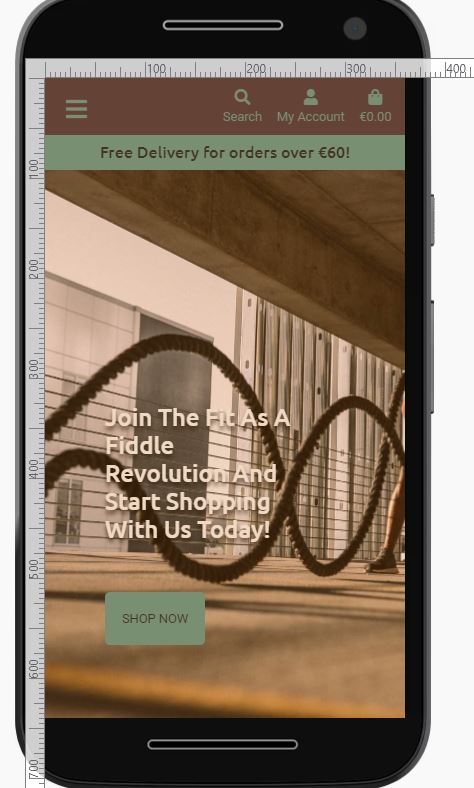 100 200 300 400
Search My Account €0.00
Free Delivery for orders over €60!
100
200
300
Join The Fit As A
Fiddle
400
Revolution And
Start Shopping
With Us Today!
500
SHOP NOW
600
700